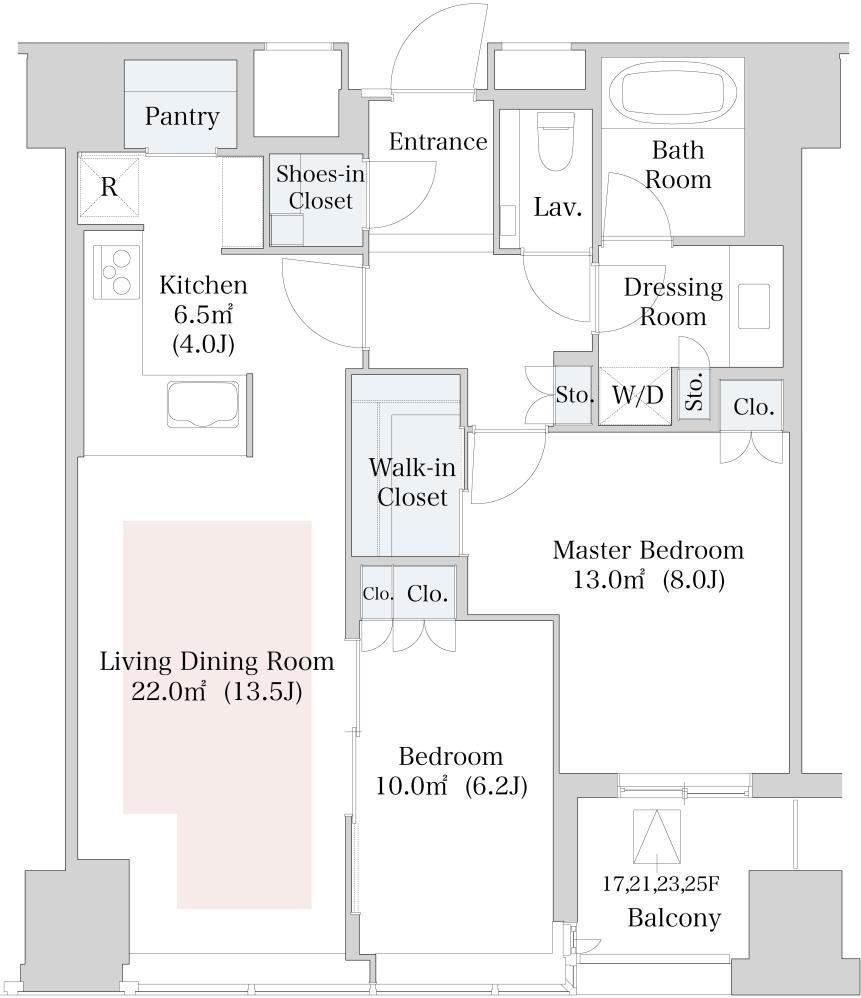 Pantry
Entrance
Shoes-in
Closet
R
Bath
Room
Lav.
Kitchen
6.5㎡
(4.0J)
Dressing
Room
Sto.
W/D
Sto.
Clo.
Walk-in
Closet
Master Bedroom
13.0㎡ (8.0J)
Clo.
Clo.
Living Dining Room
22.0㎡ (13.5J)
Bedroom
10.0㎡ (6.2J)
17,21,23,25F
Balcony